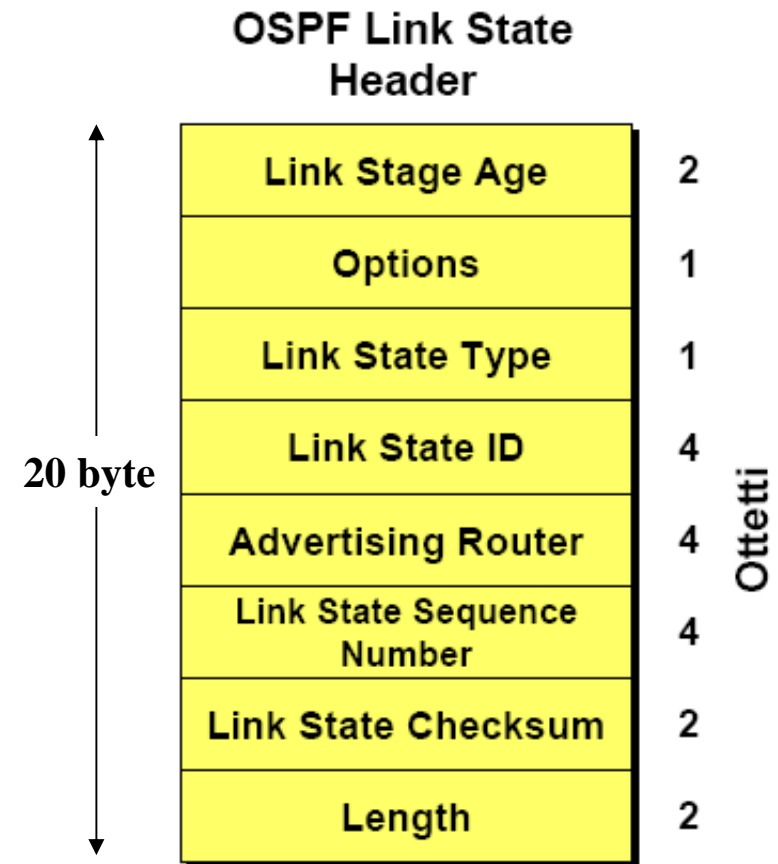 OSPF Link State
Header
Link Stage Age 2
Options 1
Link State Type 1
Link State ID 4
20 byte
Advertising Router 4
Link State Sequence
Number 4
Link State Checksum 2
Length 2
Ottetti